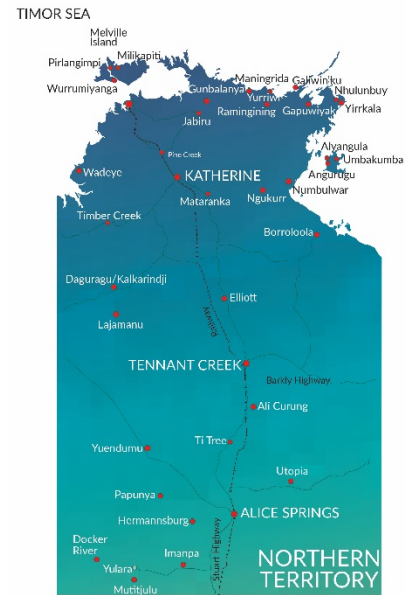 TIMOR SEA
Melville
Island
Milikapiti
Pirlangimpi
Wurrumiyanga
Maningrida
Galiwin'ku
Nhulunbuy
Gunbalanya
Yurriwi
Yirrkala
Ramingining
Gapuwiyak
Jabiru
Alyangula
Umbakumba
Pine Creek
Angurugu
Wadeye
KATHERINE
Numbulwar
Mataranka
Ngukurr
Timber Creek
Borroloola
Daguragu/Kalkarindji
Elliott
Lajamanu
Railway
TENNANT CREEK
Barkly Highway
Ali Curung
Ti Tree
Yuendumu
Utopia
Papunya
ALICE SPRINGS
Hermannsburg
Docker
River
Imanpa
Stuart Highway
Yulara
Mutitjulu
NORTHERN
TERRITORY